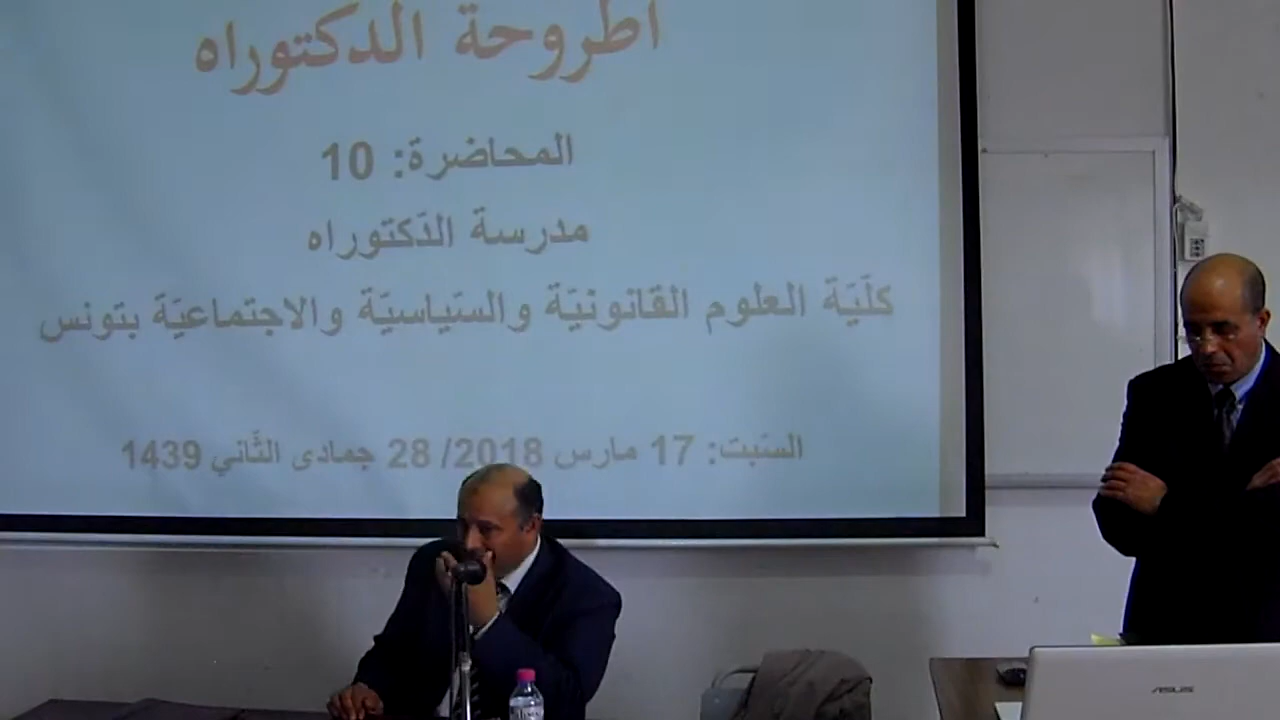 أطروحة الدكتوراه
المحاضرة: 10
مدرسة الدّكتوراه
كلّيّة العلوم القانونيّة والسّياسيّة والاجتماعيّة بتونس
السّبت: 17 مارس 2018/ 28 جمادى الثّاني 1439
ASUS